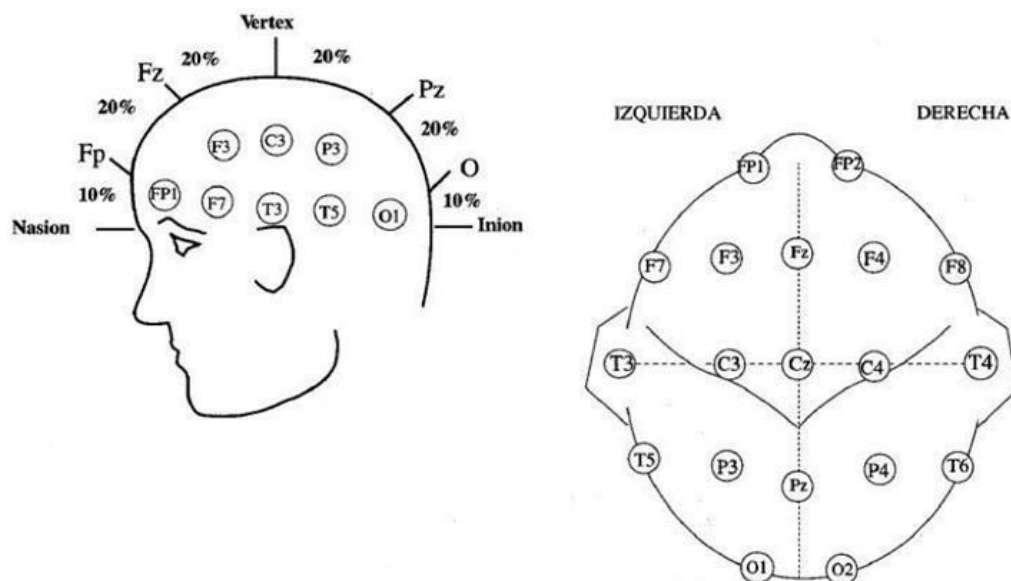 Vertex
20%
20%
Fz
Pz
20%
20%
Fp
O
10%
10%
Nasion
Inion
F3
C3
P3
FP1
F7
T3
T5
O1
IZQUIERDA
DERECHA
FP1
FP2
F7
F3
Fz
F4
F8
T3
C3
Cz
C4
T4
T5
P3
Pz
P4
T6
O1
O2